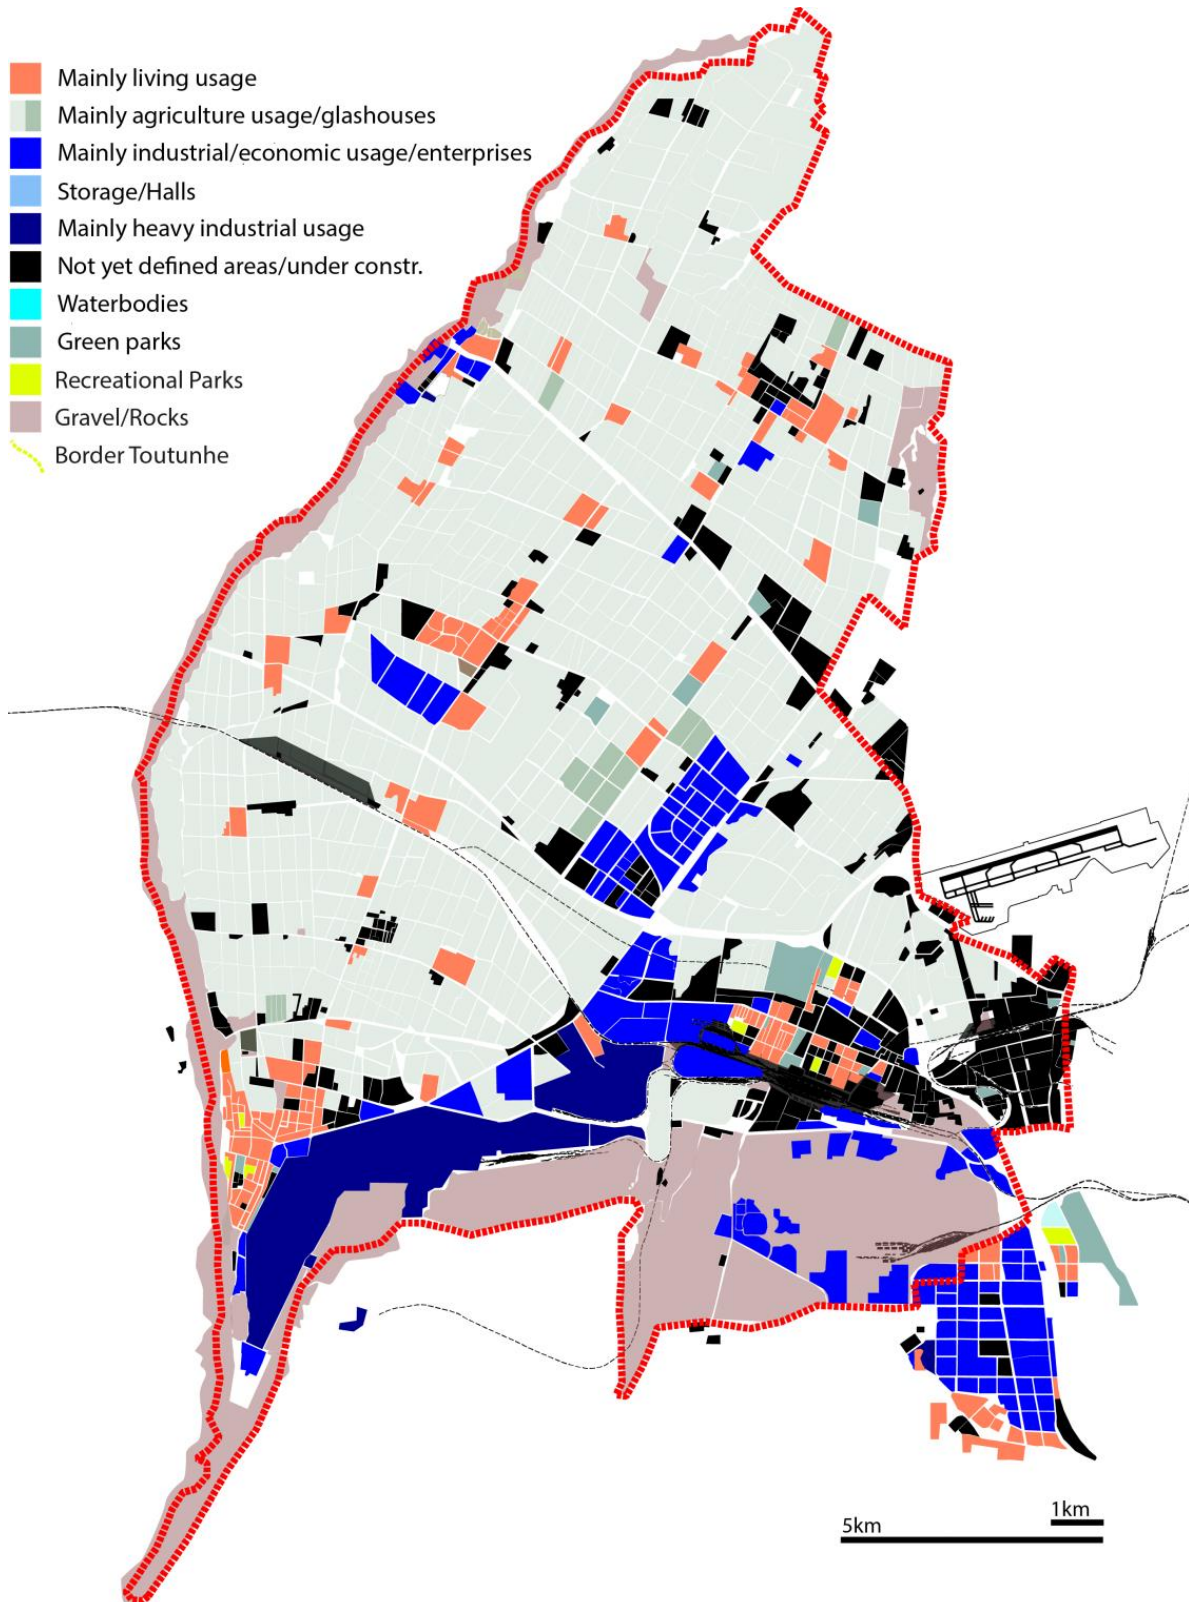 Mainly living usage
Mainly agriculture usage/glashouses
Mainly industrial/economic usage/enterprises
Storage/Halls
Mainly heavy industrial usage
Not yet defined areas/under constr.
Waterbodies
Green parks
Recreational Parks
Gravel/Rocks
Border Toutunhe
1km
5km